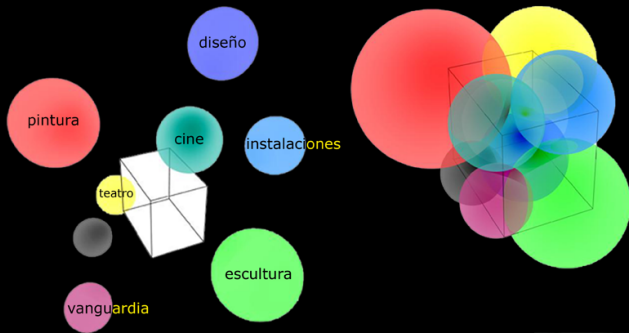 diseño
pintura
cine
instalaciones
teatro
escultura
vanguardia